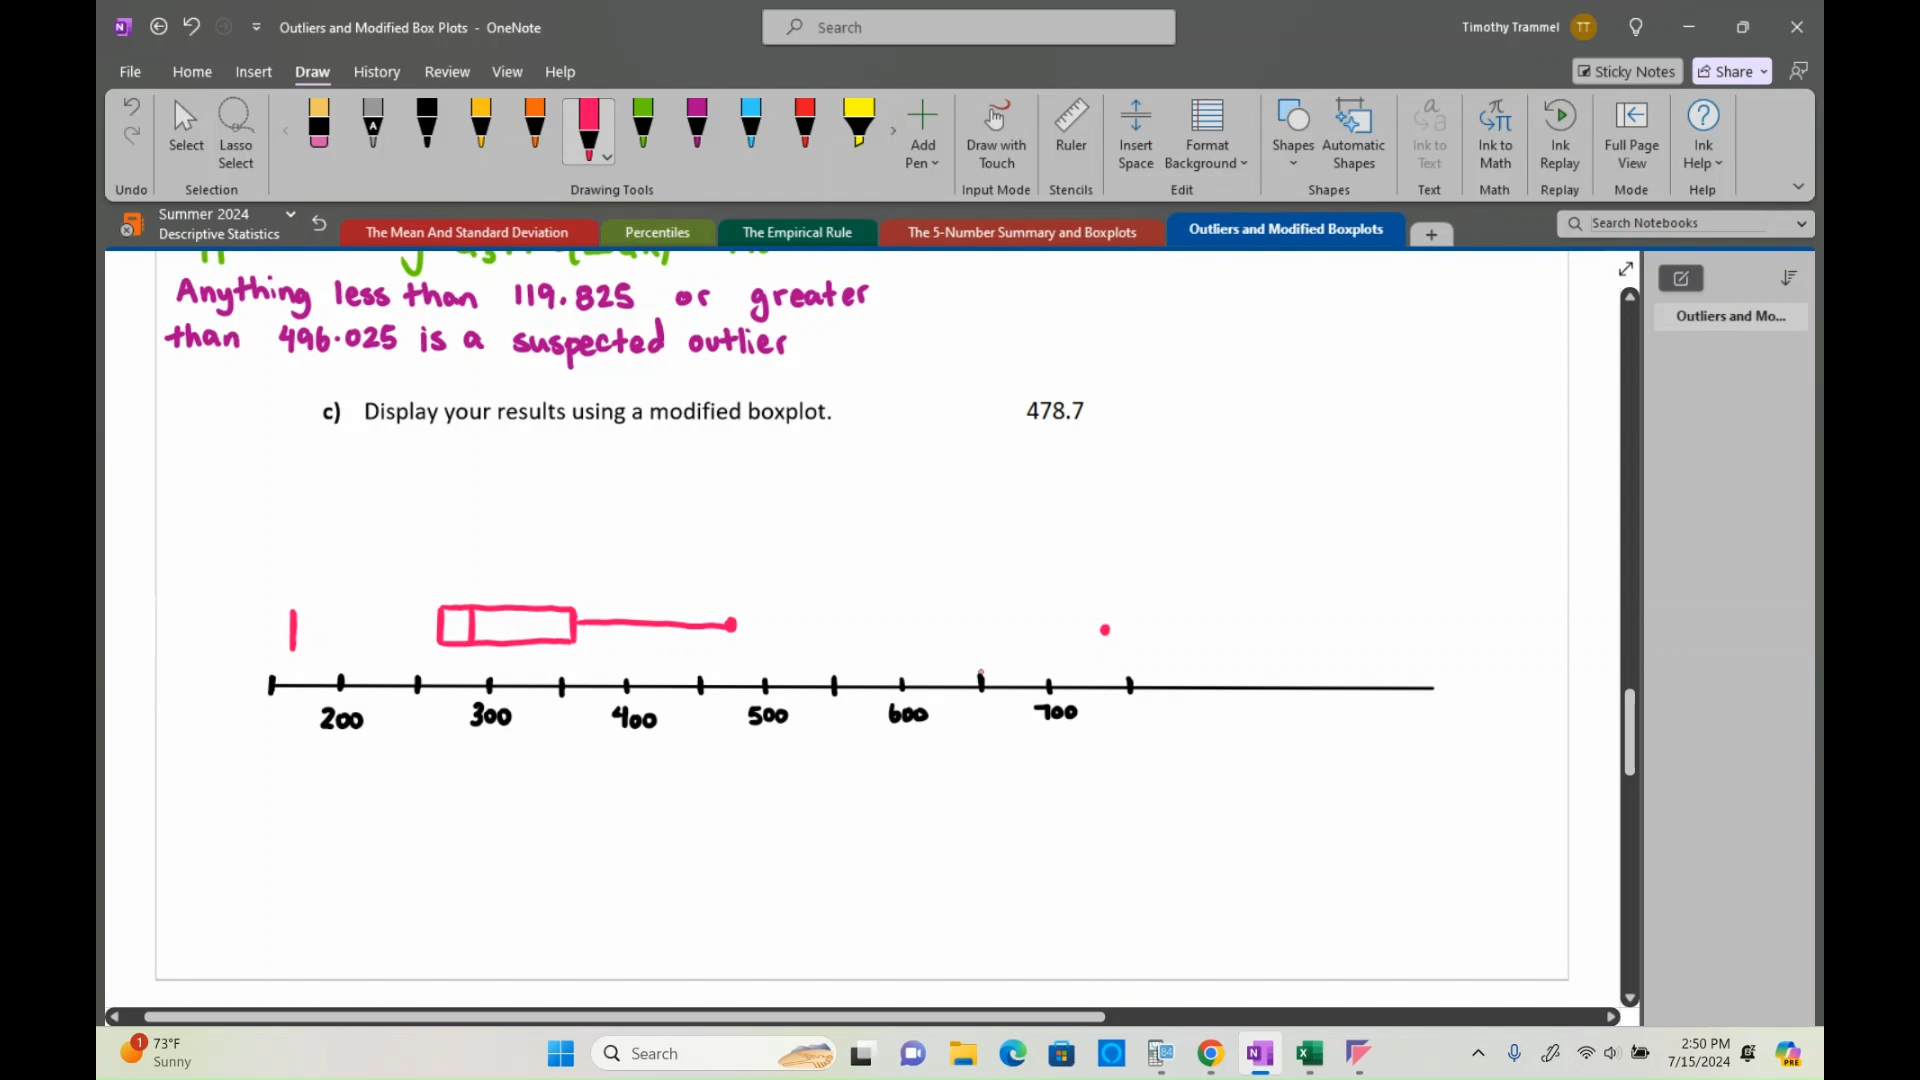 Outliers and Modified Box Plots - OneNote
Search
Timothy Trammel
TT
File Home Insert Draw History Review View Help
Sticky Notes
Share
Select
Lasso Select
Add Pen
Draw with Touch
Ruler
Insert Space
Format Background
Shapes
Automatic Shapes
Ink to Text
Ink to Math
Ink Replay
Full Page View
Ink Help
Undo
Selection
Drawing Tools
Input Mode
Stencils
Edit
Shapes
Text
Math
Replay
Mode
Help
Summer 2024
Descriptive Statistics
The Mean And Standard Deviation
Percentiles
The Empirical Rule
The 5-Number Summary and Boxplots
Outliers and Modified Boxplots
Search Notebooks
Outliers and Mo...
Anything less than 119.825 or greater
than 496.025 is a suspected outlier
c) Display your results using a modified boxplot.
478.7
200 300 400 500 600 700
1
73°F
Sunny
Search
2:50 PM
7/15/2024
PRE